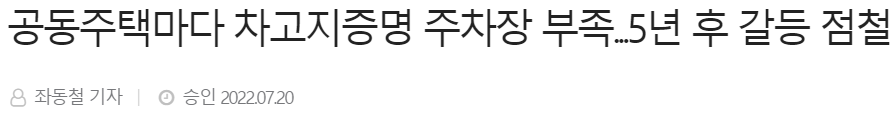 공동주택마다 차고지증명 주차장 부족...5년 후 갈등 점철
좌동철 기자 | 승인 2022.07.20